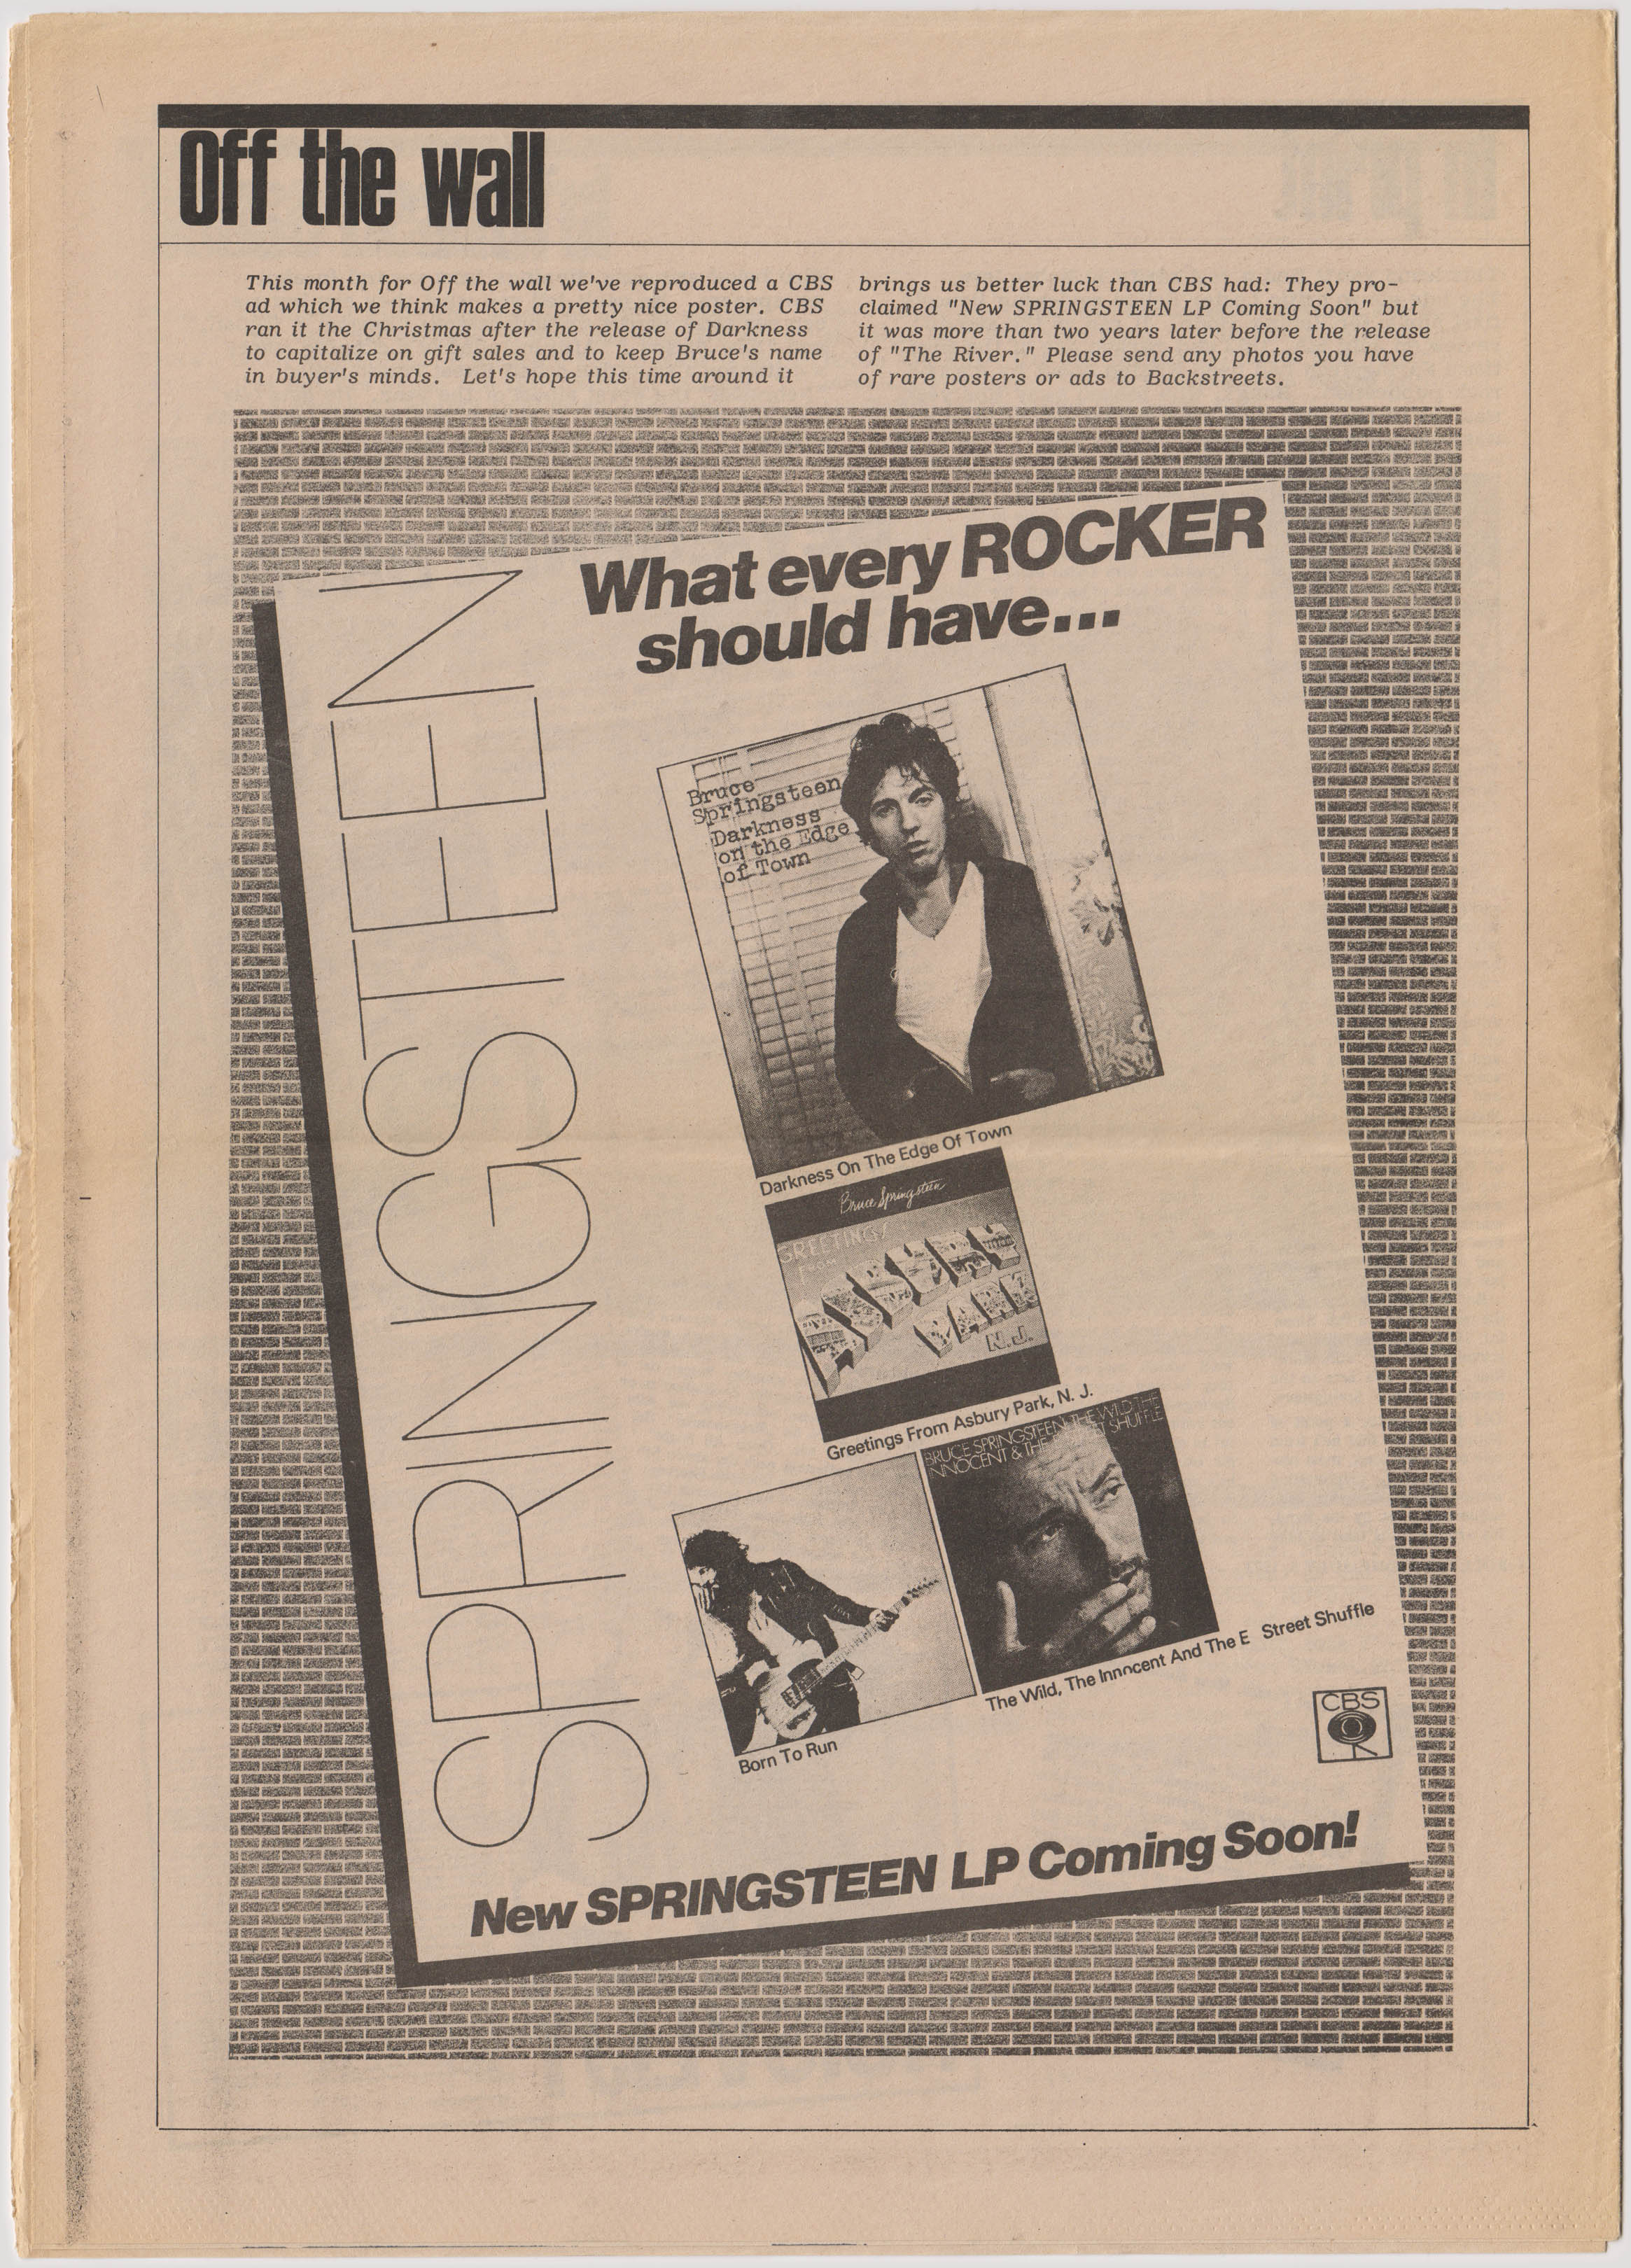 Off the wall
This month for Off the wall we've reproduced a CBS
ad which we think makes a pretty nice poster. CBS
ran it the Christmas after the release of Darkness
to capitalize on gift sales and to keep Bruce's name
in buyer's minds. Let's hope this time around it
brings us better luck than CBS had: They pro-
claimed "New SPRINGSTEEN LP Coming Soon" but
it was more than two years later before the release
of "The River." Please send any photos you have
of rare posters or ads to Backstreets.
SPRINGSTEEN
What every ROCKER
should have...
Bruce
Springsteen
Darkness
on the Edge
of Town
Darkness On The Edge Of Town
Bruce Springsteen
GREETINGS
FROM
ASBURY
PARK
N.J.
Greetings From Asbury Park, N. J.
BRUCE SPRINGSTEEN THE WILD, THE
INNOCENT & THE E STREET SHUFFLE
The Wild, The Innocent And The E Street Shuffle
Born To Run
CBS
New SPRINGSTEEN LP Coming Soon!